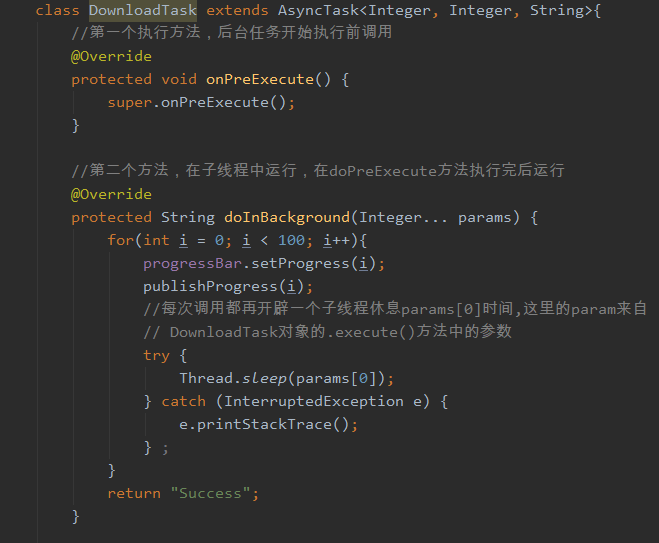 class DownloadTask extends AsyncTask<Integer, Integer, String>{
//第一个执行方法，后台任务开始执行前调用
@Override
protected void onPreExecute() {
super.onPreExecute();
}
//第二个方法，在子线程中运行，在doPreExecute方法执行完后运行
@Override
protected String doInBackground(Integer... params) {
for(int i = 0; i < 100; i++){
progressBar.setProgress(i);
publishProgress(i);
//每次调用都再开辟一个子线程休息params[0]时间,这里的param来自
// DownloadTask对象的.execute()方法中的参数
try {
Thread.sleep(params[0]);
} catch (InterruptedException e) {
e.printStackTrace();
} ;
}
return "Success";
}